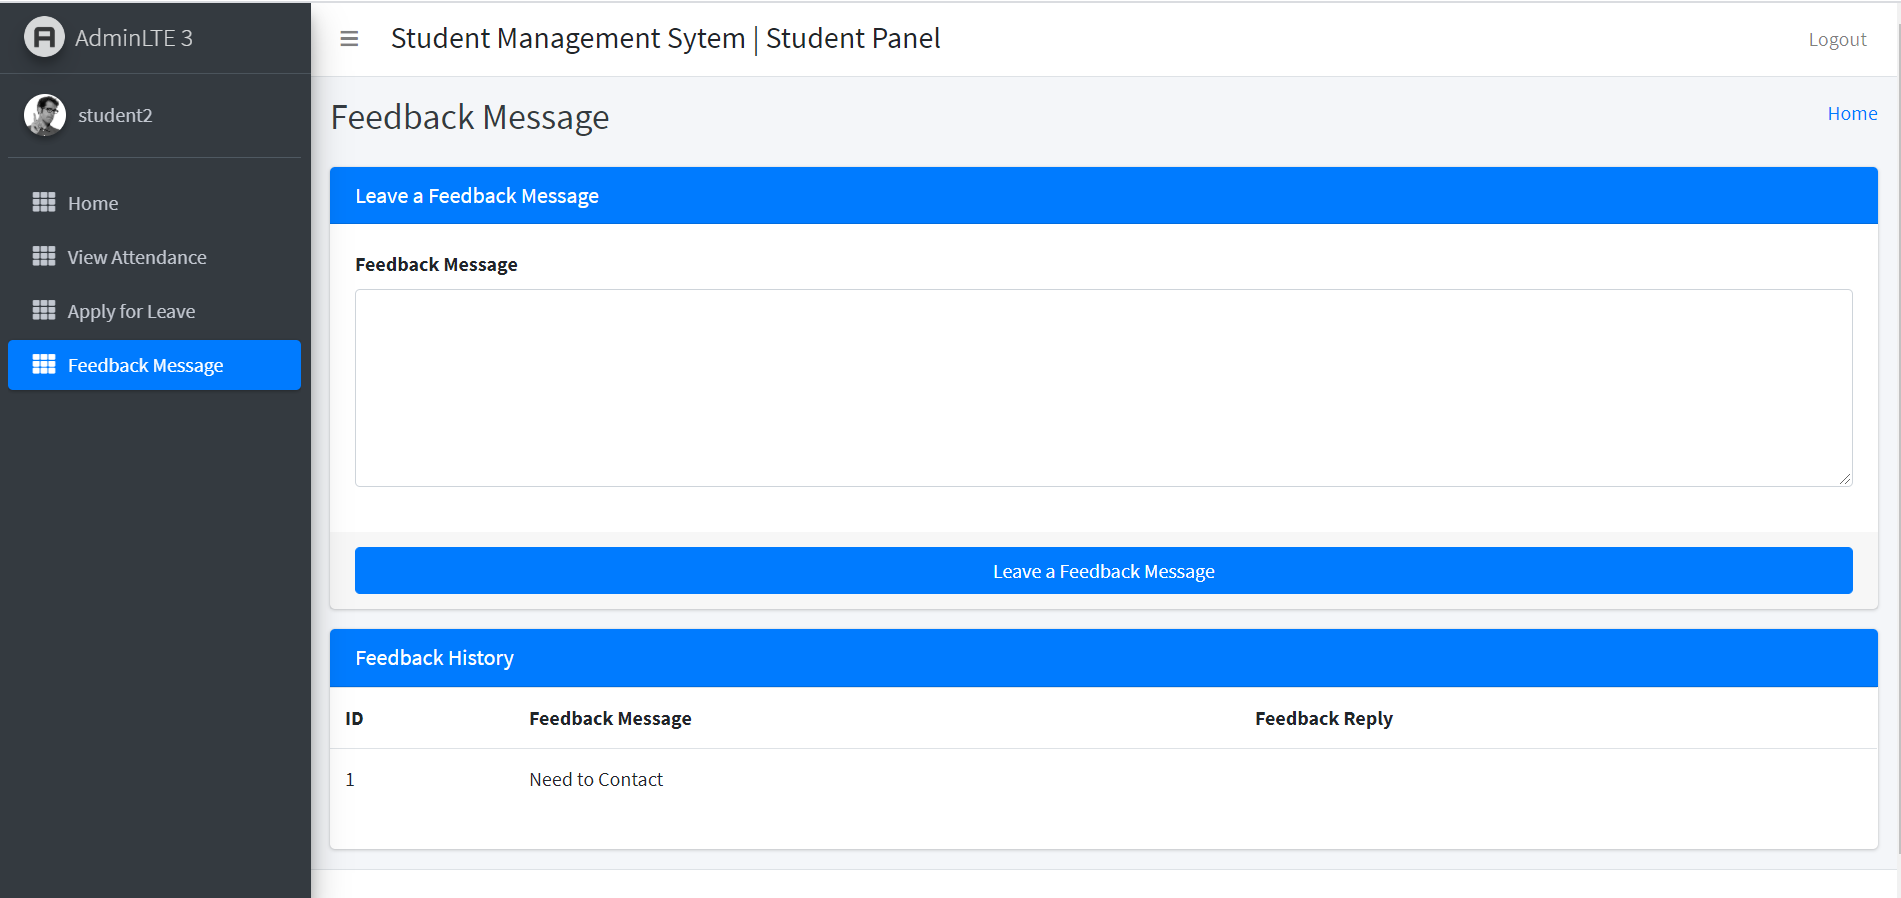 AdminLTE 3
Student Management Sytem | Student Panel
Logout
student2
Home
View Attendance
Apply for Leave
Feedback Message
Feedback Message
Home
Leave a Feedback Message
Feedback Message
Leave a Feedback Message
Feedback History
ID Feedback Message Feedback Reply
1 Need to Contact